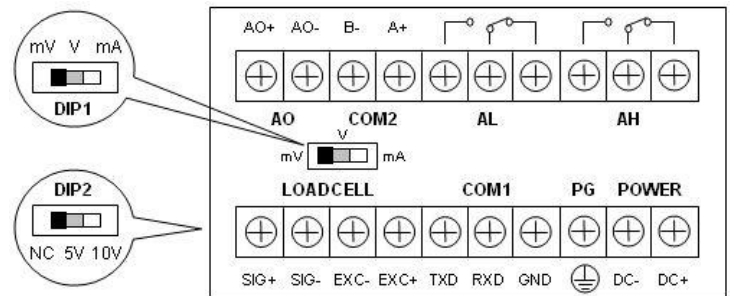 mV V mA
DIP1
DIP2
NC 5V 10V
AO+ AO- B- A+
AO COM2 AL AH
V
mV mA
LOADCELL COM1 PG POWER
SIG+ SIG- EXC- EXC+ TXD RXD GND DC- DC+